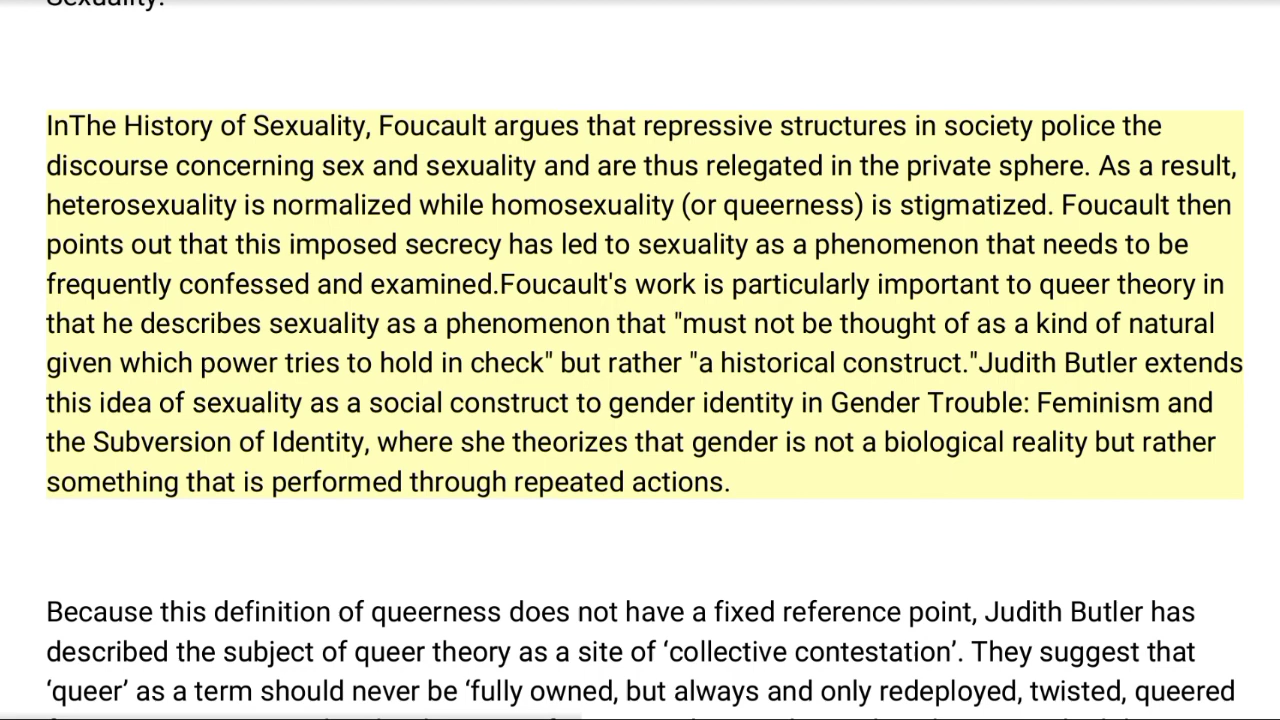 Sexuality.
InThe History of Sexuality, Foucault argues that repressive structures in society police the
discourse concerning sex and sexuality and are thus relegated in the private sphere. As a result,
heterosexuality is normalized while homosexuality (or queerness) is stigmatized. Foucault then
points out that this imposed secrecy has led to sexuality as a phenomenon that needs to be
frequently confessed and examined.Foucault's work is particularly important to queer theory in
that he describes sexuality as a phenomenon that "must not be thought of as a kind of natural
given which power tries to hold in check" but rather "a historical construct."Judith Butler extends
this idea of sexuality as a social construct to gender identity in Gender Trouble: Feminism and
the Subversion of Identity, where she theorizes that gender is not a biological reality but rather
something that is performed through repeated actions.
Because this definition of queerness does not have a fixed reference point, Judith Butler has
described the subject of queer theory as a site of ‘collective contestation’. They suggest that
‘queer’ as a term should never be ‘fully owned, but always and only redeployed, twisted, queered